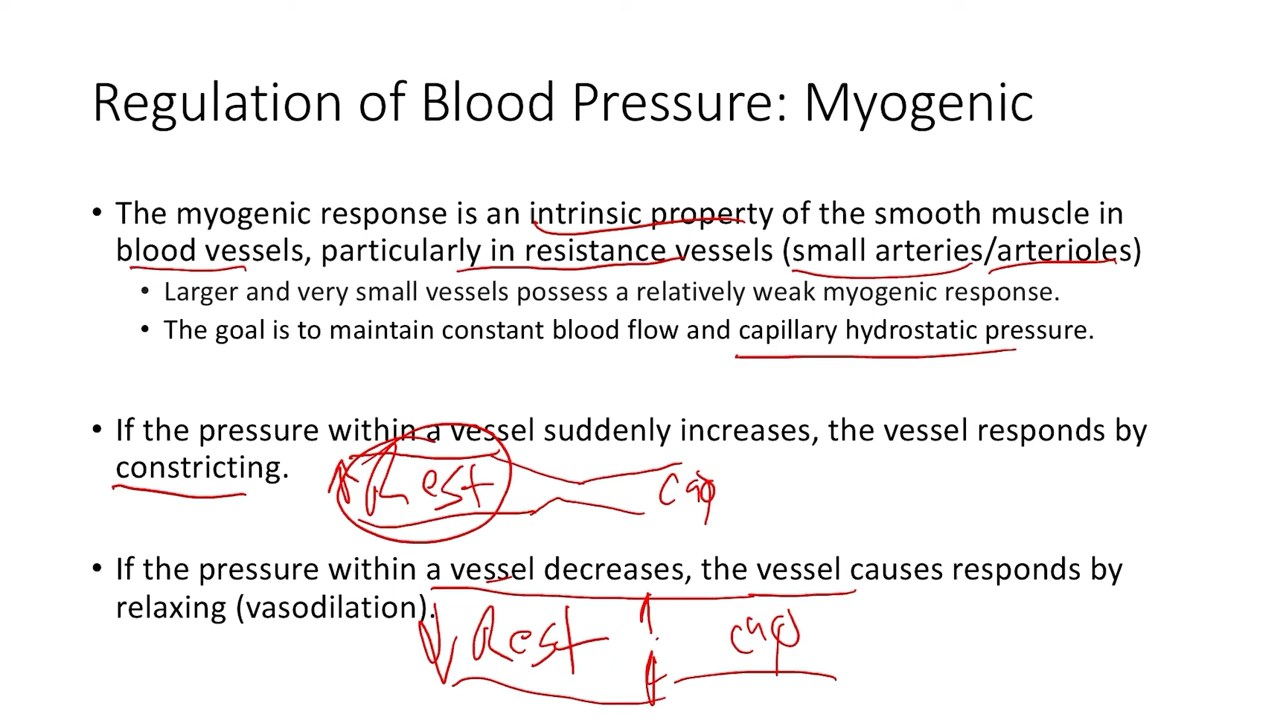 Regulation of Blood Pressure: Myogenic
• The myogenic response is an intrinsic property of the smooth muscle in
blood vessels, particularly in resistance vessels (small arteries/arterioles)
• Larger and very small vessels possess a relatively weak myogenic response.
• The goal is to maintain constant blood flow and capillary hydrostatic pressure.
• If the pressure within a vessel suddenly increases, the vessel responds by
constricting.
↑ Rest cap
• If the pressure within a vessel decreases, the vessel causes responds by
relaxing (vasodilation).
↓ Rest cap